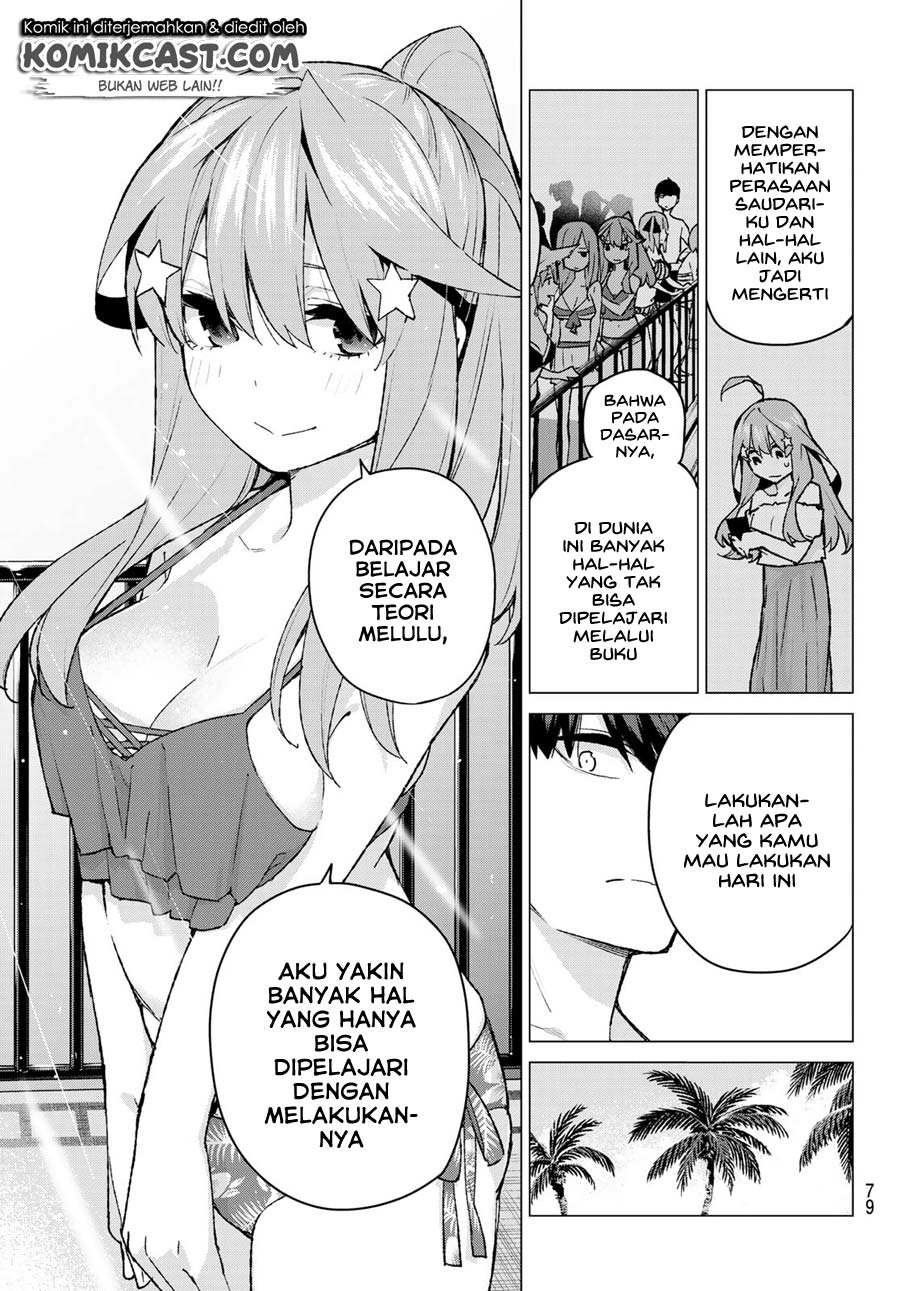 Komik ini diterjemahkan & diedit oleh
KOMIKCAST.COM
BUKAN WEB LAIN!!
DENGAN
MEMPER-
HATIKAN
PERASAAN
SAUDARI-
KU DAN
HAL-HAL
LAIN, AKU
JADI
MENGERTI
BAHWA
PADA
DASAR-
NYA,
DI DUNIA
INI BANYAK
HAL-HAL
YANG TAK
BISA
DIPELAJARI
MELALUI
BUKU
DARIPADA
BELAJAR
SECARA
TEORI
MELULU,
AKU YAKIN
BANYAK HAL
YANG HANYA
BISA
DIPELAJARI
DENGAN
MELAKUKAN-
NYA
LAKUKAN-
LAH APA
YANG KAMU
MAU LAKUKAN
HARI INI
79